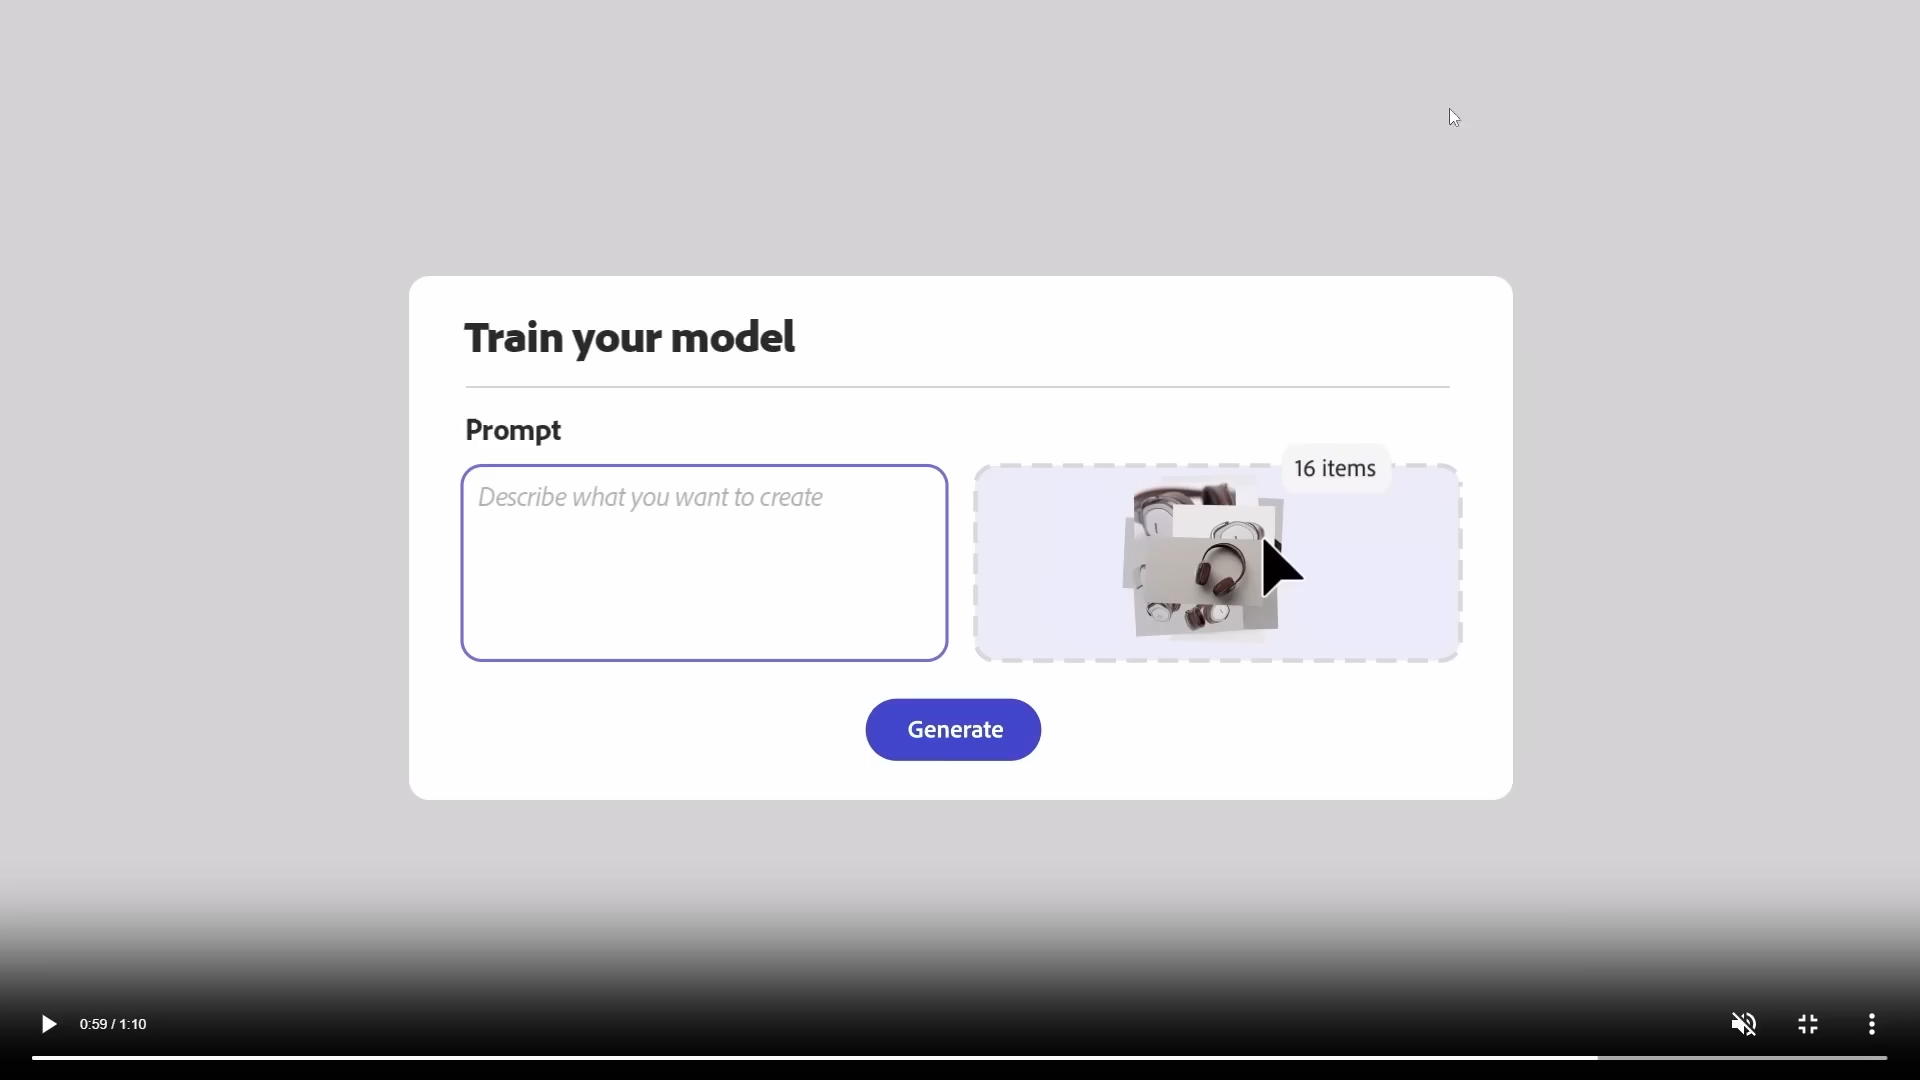 Train your model
Prompt
16 items
Describe what you want to create
Generate
0:59 / 1:10